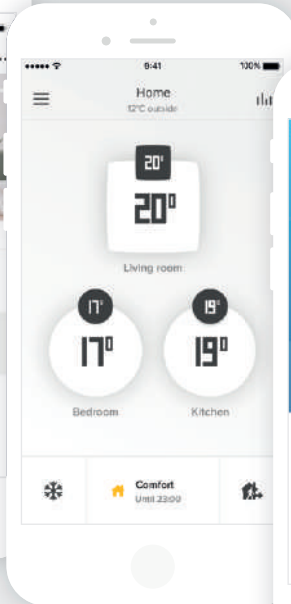 9:41
100%
Home
12°C outside
20°
20°
Living room
17°
19°
17°
19°
Bedroom
Kitchen
Comfort
Until 23:00